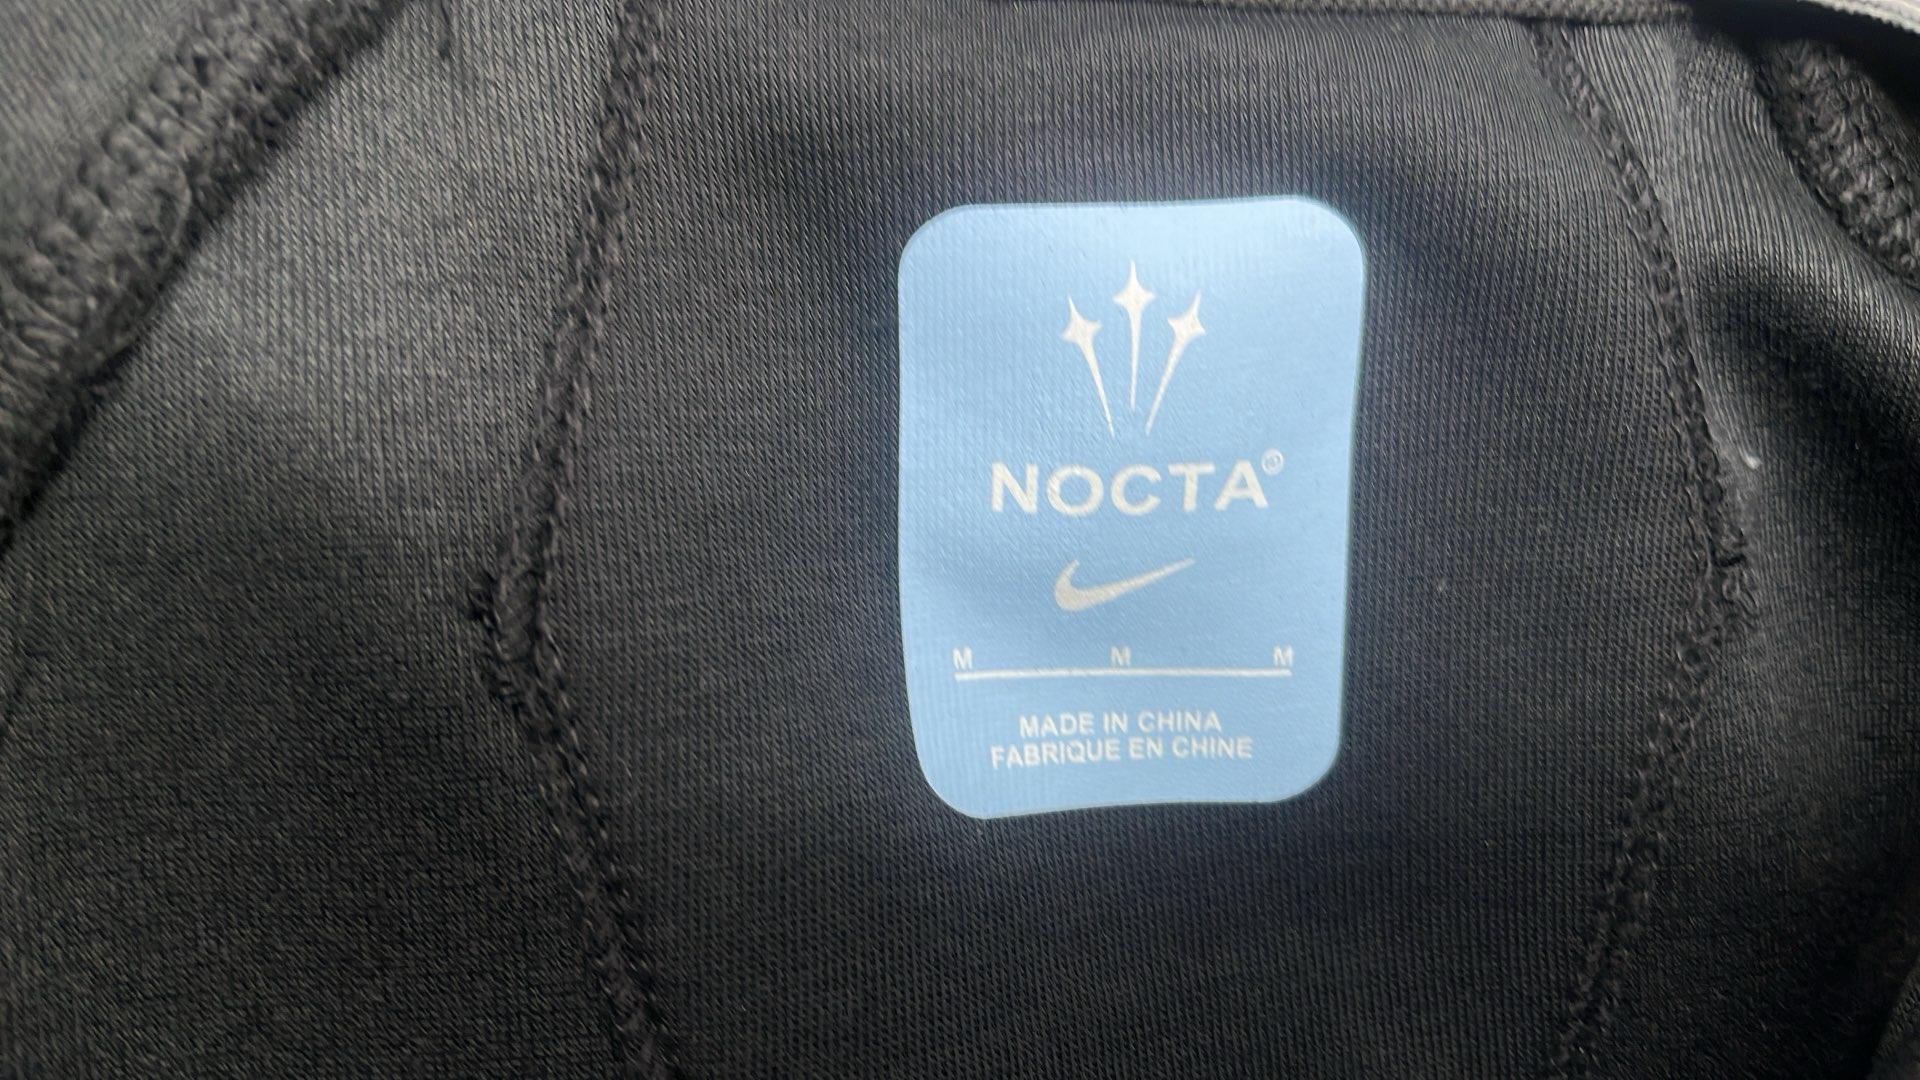 NOCTA®
M M M
MADE IN CHINA
FABRIQUE EN CHINE